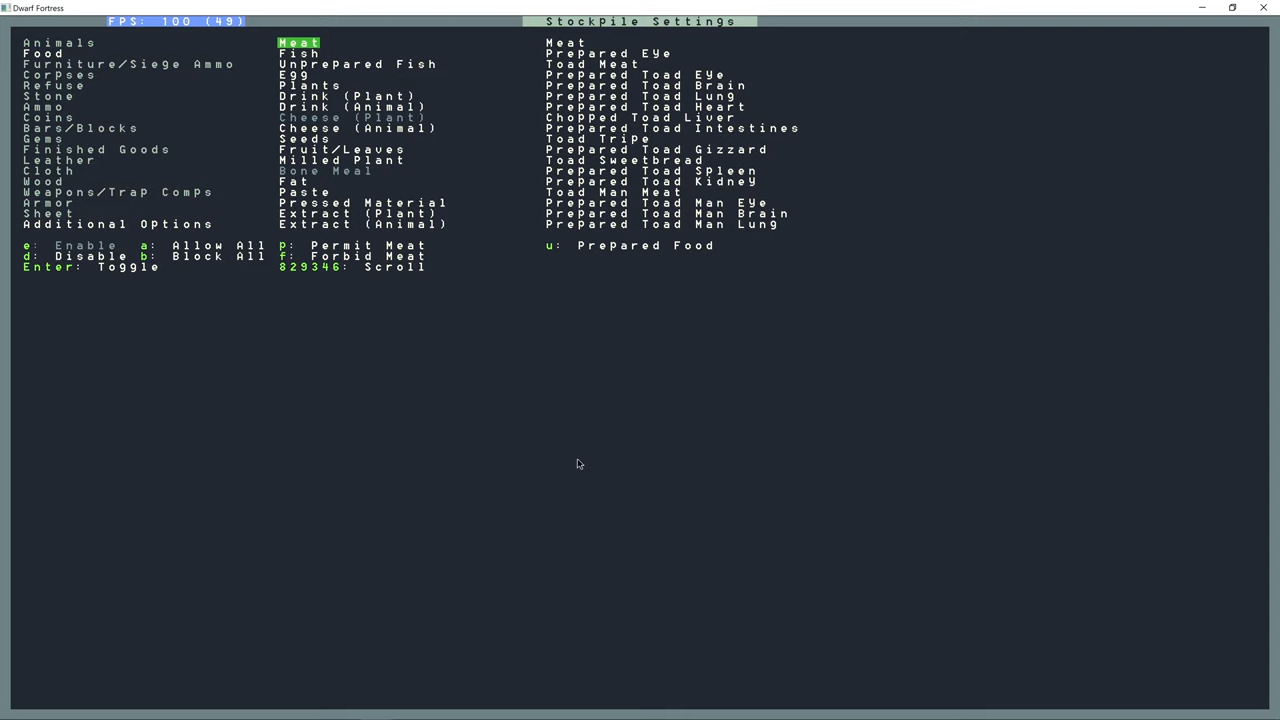 Dwarf Fortress
FPS: 100 (49)
Stockpile Settings
Animals Meat Meat
Food Fish Prepared Eye
Furniture/Siege Ammo Unprepared Fish Toad Meat
Corpses Egg Prepared Toad Eye
Refuse Plants Prepared Toad Brain
Stone Drink (Plant) Prepared Toad Lung
Ammo Drink (Animal) Prepared Toad Heart
Coins Cheese (Plant) Chopped Toad Liver
Bars/Blocks Cheese (Animal) Prepared Toad Intestines
Gems Seeds Toad Tripe
Finished Goods Fruit/Leaves Prepared Toad Gizzard
Leather Milled Plant Toad Sweetbread
Cloth Bone Meal Prepared Toad Spleen
Wood Fat Prepared Toad Kidney
Weapons/Trap Comps Paste Toad Man Meat
Armor Pressed Material Prepared Toad Man Eye
Sheet Extract (Plant) Prepared Toad Man Brain
Additional Options Extract (Animal) Prepared Toad Man Lung
e: Enable a: Allow All p: Permit Meat u: Prepared Food
d: Disable b: Block All f: Forbid Meat
Enter: Toggle 829346: Scroll